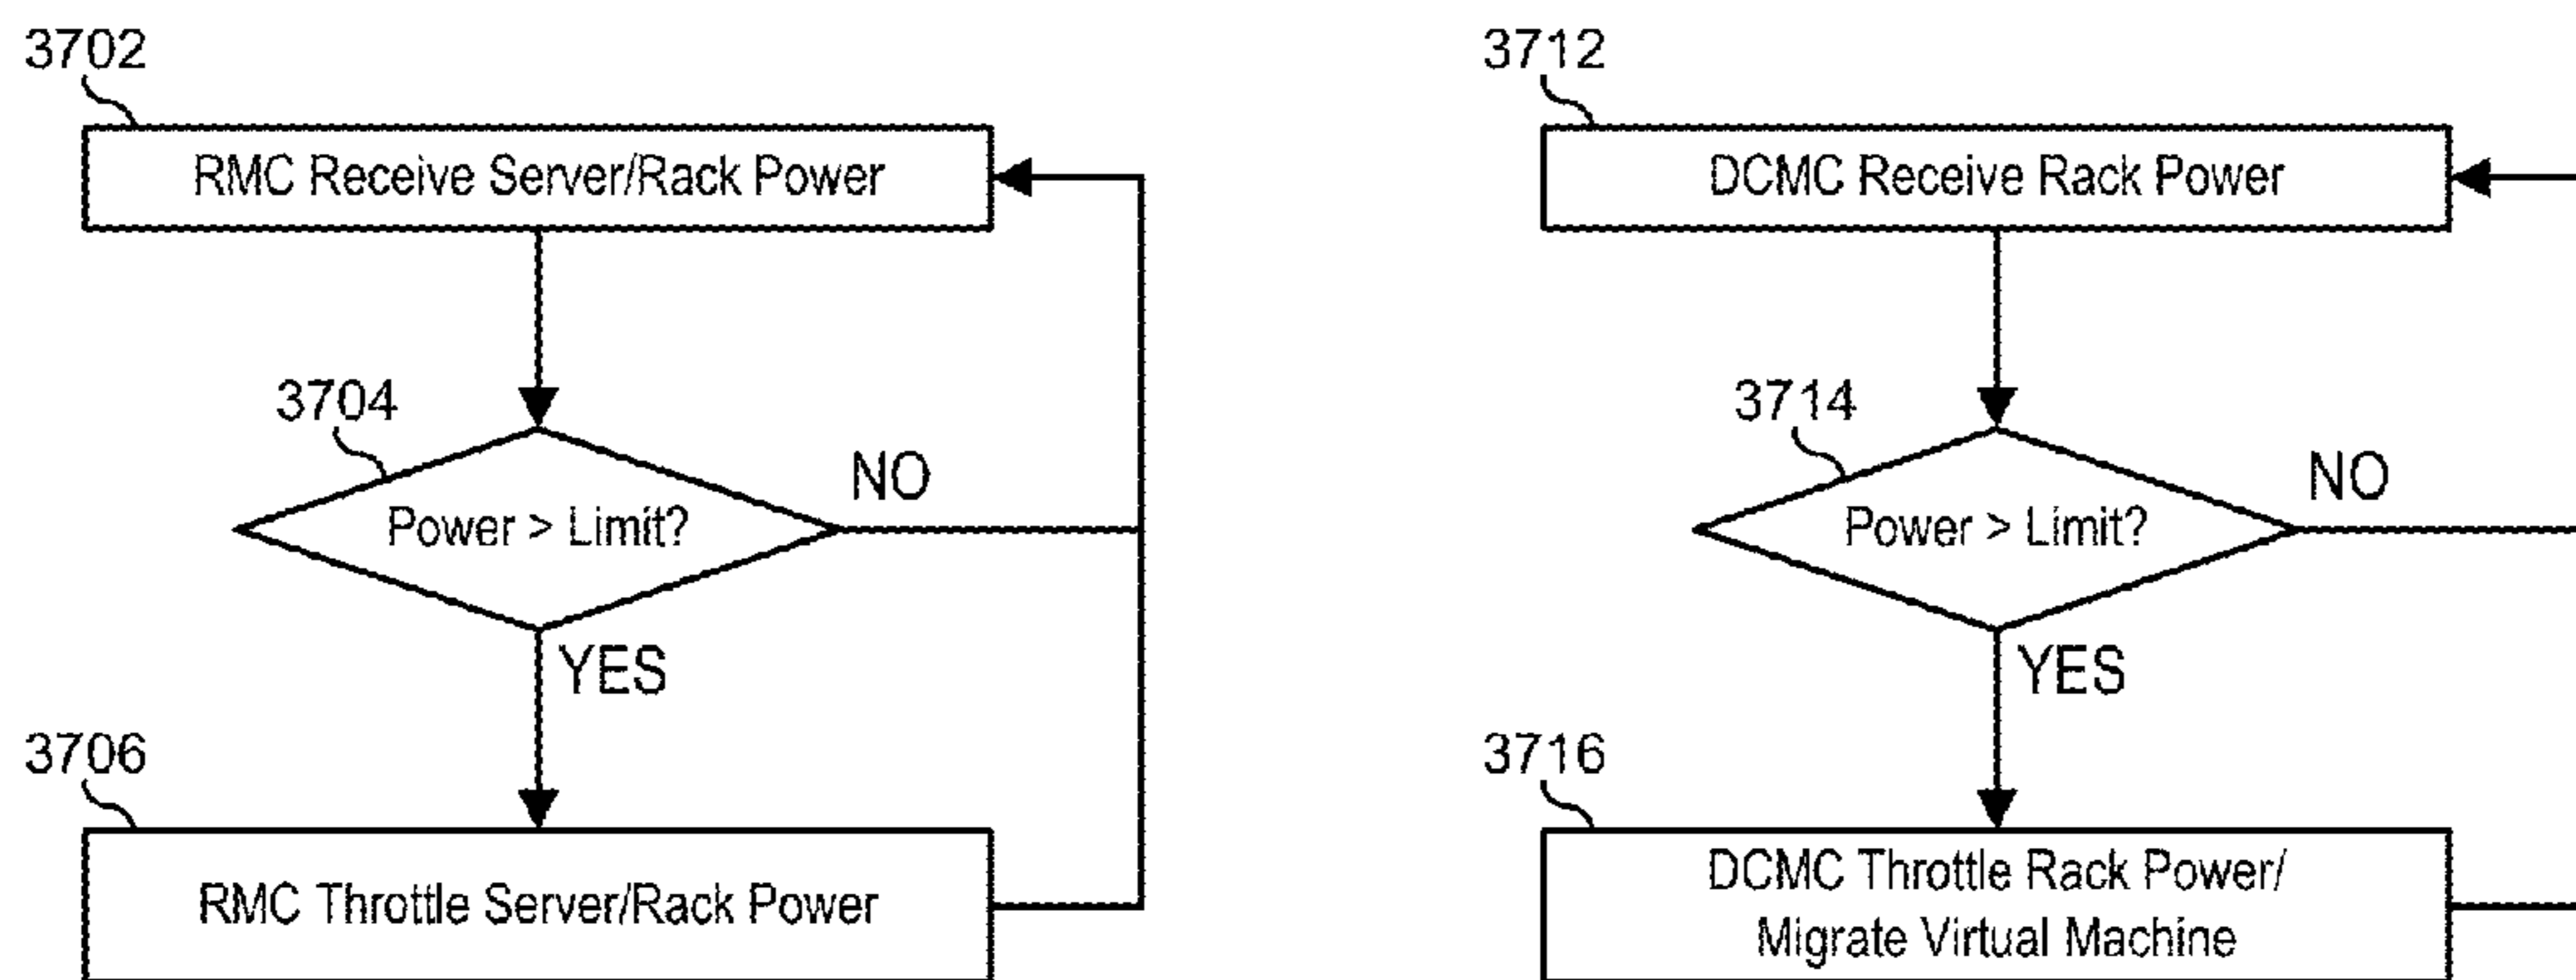 3702
RMC Receive Server/Rack Power
3704
Power > Limit?
NO
YES
3706
RMC Throttle Server/Rack Power
3712
DCMC Receive Rack Power
3714
Power > Limit?
NO
YES
3716
DCMC Throttle Rack Power/
Migrate Virtual Machine